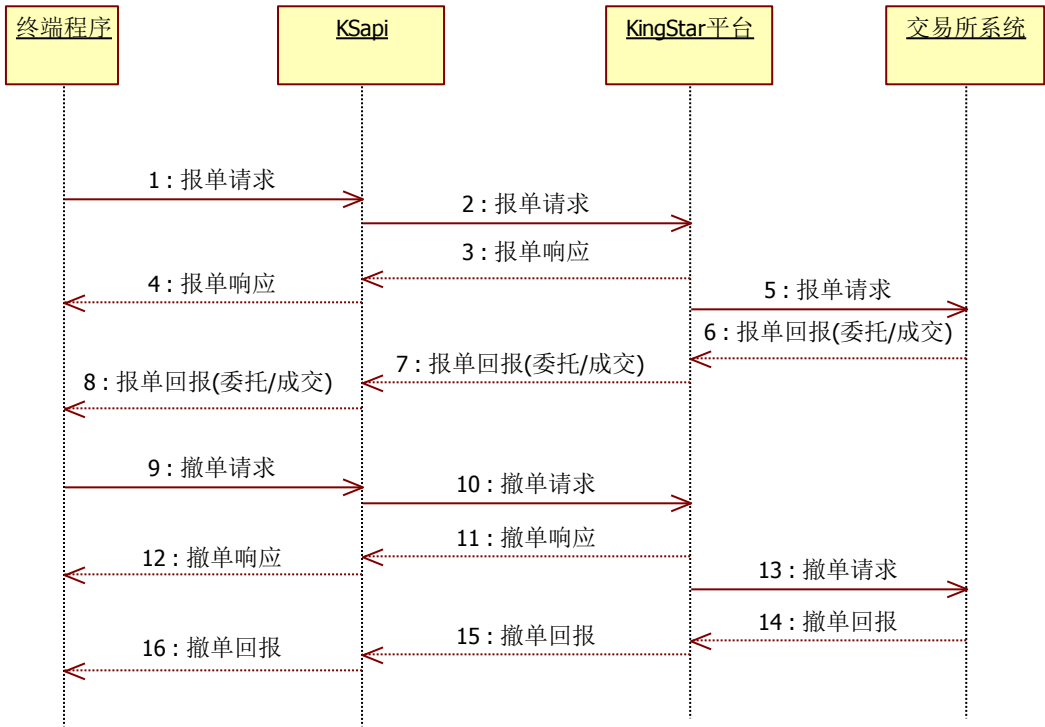 终端程序
KSapi
KingStar平台
交易所系统
1 : 报单请求
2 : 报单请求
3 : 报单响应
4 : 报单响应
5 : 报单请求
6 : 报单回报(委托/成交)
7 : 报单回报(委托/成交)
8 : 报单回报(委托/成交)
9 : 撤单请求
10 : 撤单请求
11 : 撤单响应
12 : 撤单响应
13 : 撤单请求
14 : 撤单回报
15 : 撤单回报
16 : 撤单回报